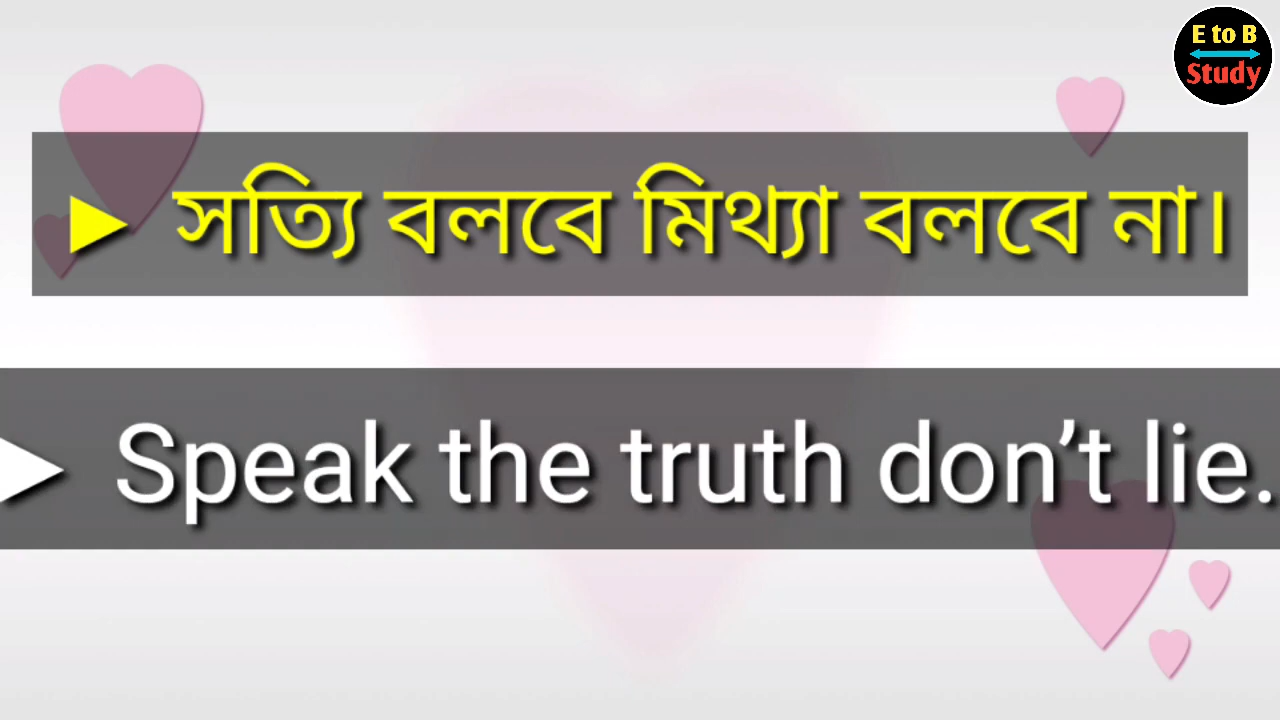 E to B
Study
► সত্যি বলবে মিথ্যা বলবে না।
► Speak the truth don’t lie.